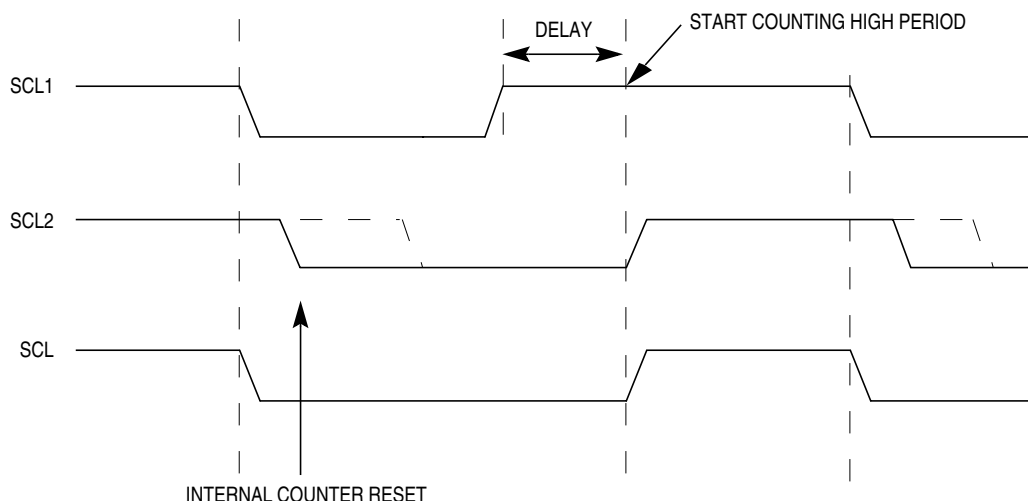 DELAY
START COUNTING HIGH PERIOD
SCL1
SCL2
SCL
INTERNAL COUNTER RESET